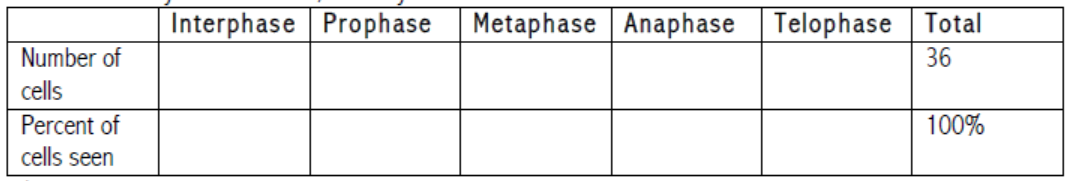 Interphase Prophase Metaphase Anaphase Telophase Total
Number of 36
cells
Percent of 100%
cells seen